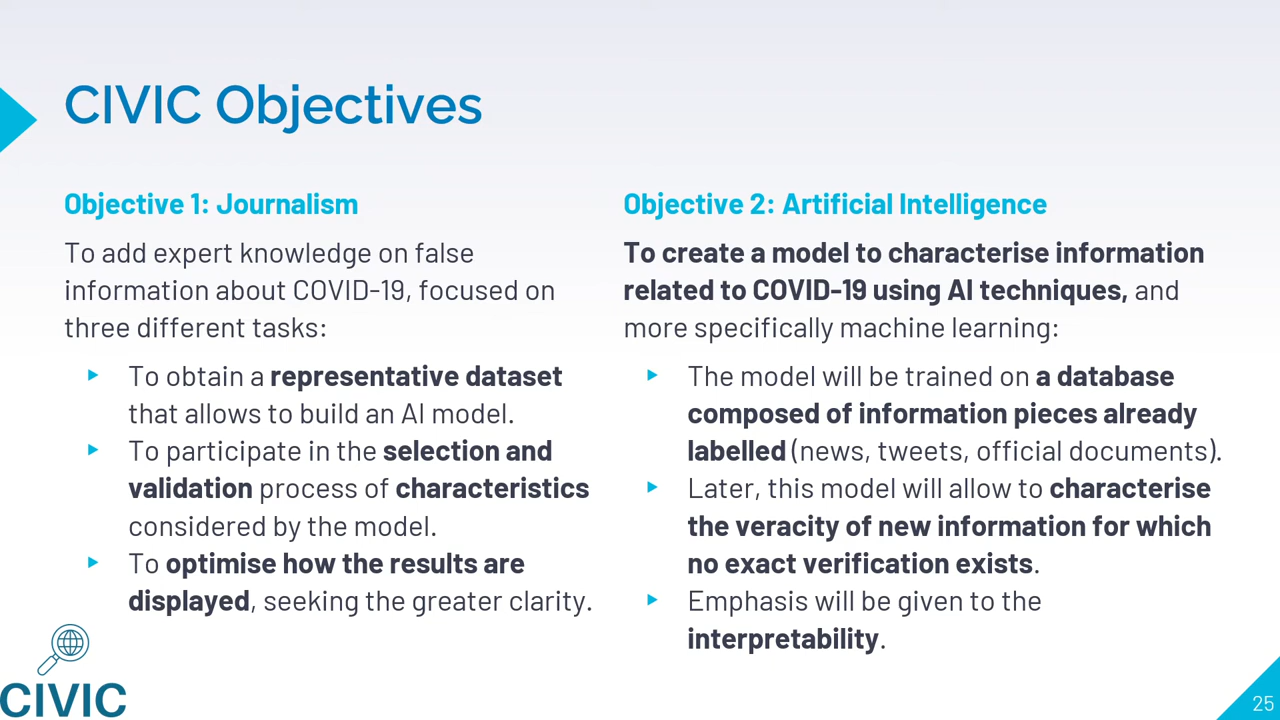 CIVIC Objectives
Objective 1: Journalism
To add expert knowledge on false
information about COVID-19, focused on
three different tasks:
To obtain a representative dataset
that allows to build an AI model.
To participate in the selection and
validation process of characteristics
considered by the model.
To optimise how the results are
displayed, seeking the greater clarity.
Objective 2: Artificial Intelligence
To create a model to characterise information
related to COVID-19 using AI techniques, and
more specifically machine learning:
The model will be trained on a database
composed of information pieces already
labelled (news, tweets, official documents).
Later, this model will allow to characterise
the veracity of new information for which
no exact verification exists.
Emphasis will be given to the
interpretability.
CIVIC
25